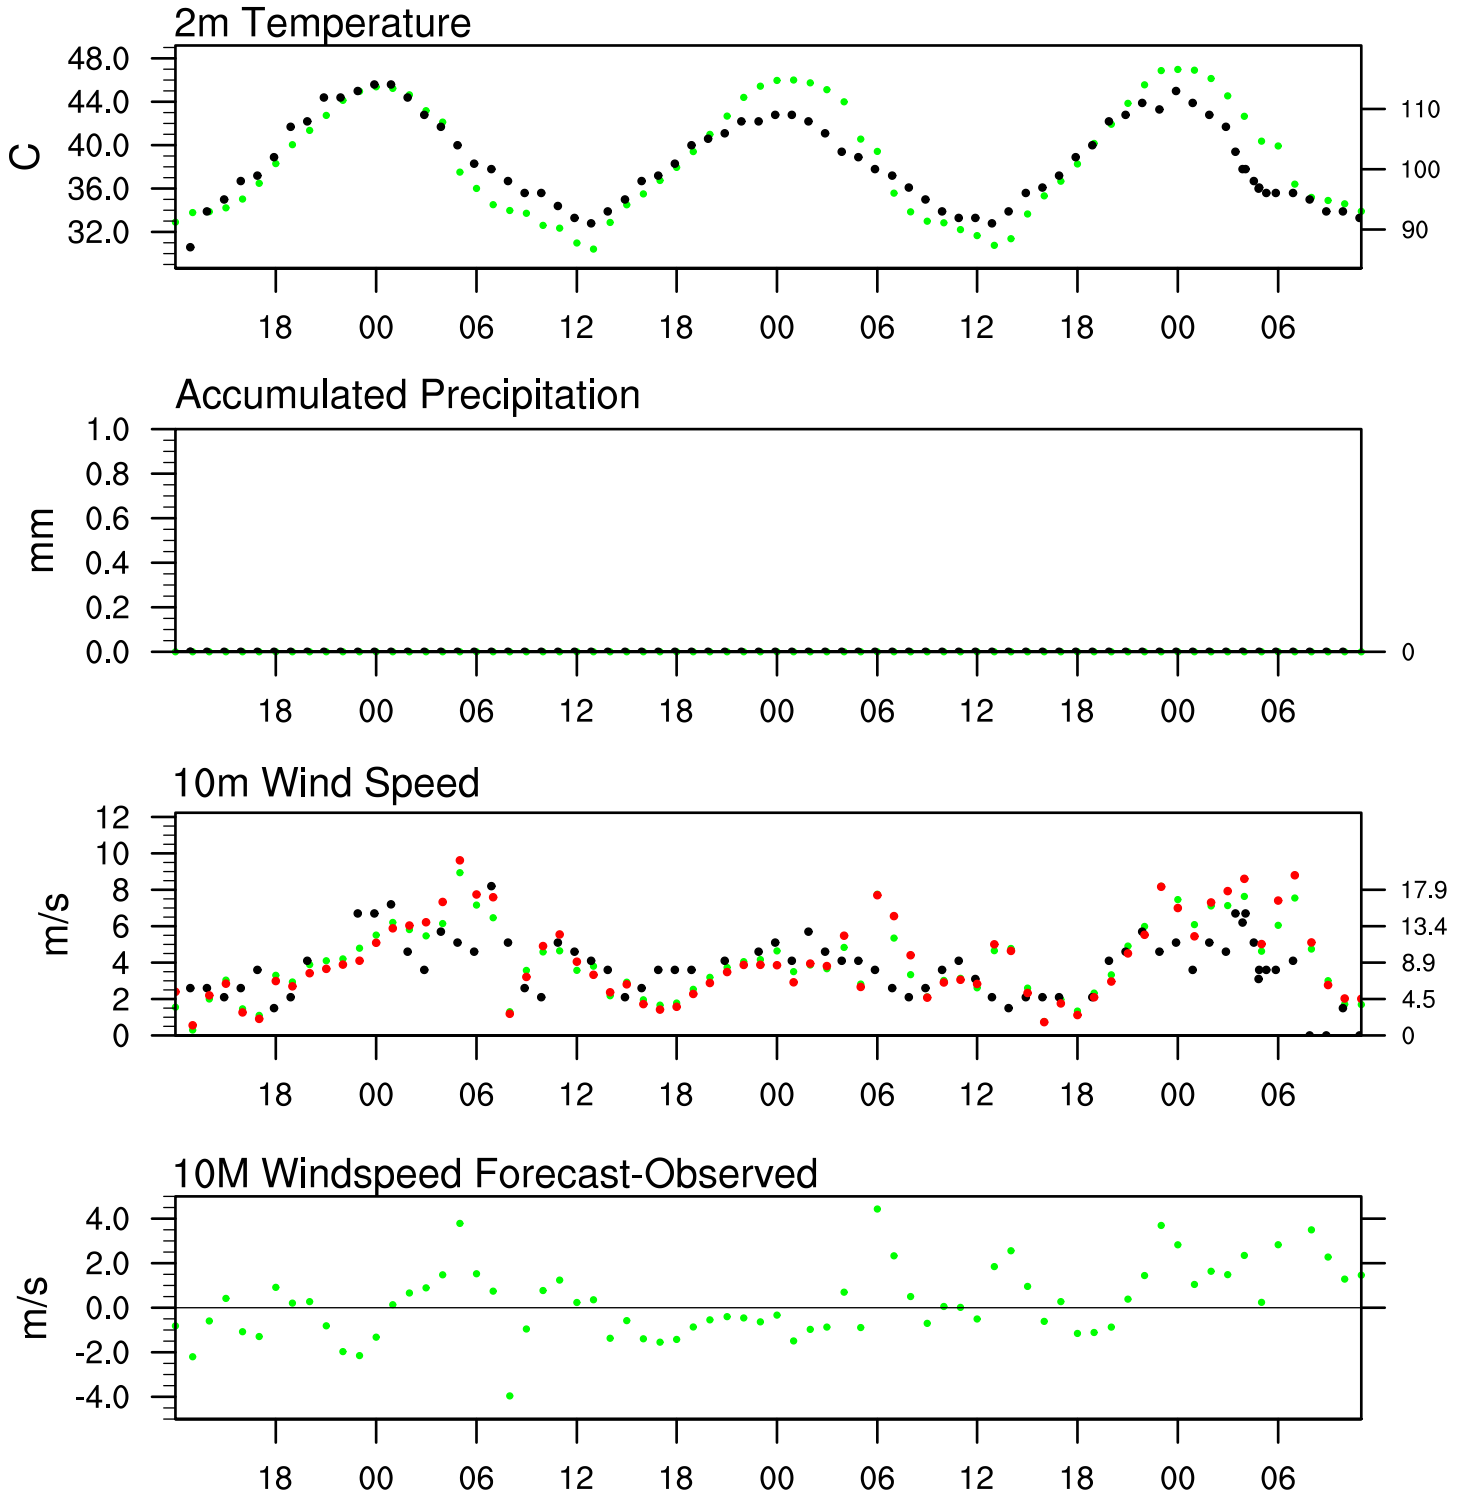 2m Temperature
48.0
44.0
40.0
36.0
32.0
C
110
100
90
18 00 06 12 18 00 06 12 18 00 06
Accumulated Precipitation
1.0
0.8
0.6
0.4
0.2
0.0
mm
0
18 00 06 12 18 00 06 12 18 00 06
10m Wind Speed
12
10
8
6
4
2
0
m/s
17.9
13.4
8.9
4.5
0
18 00 06 12 18 00 06 12 18 00 06
10M Windspeed Forecast-Observed
4.0
2.0
0.0
-2.0
-4.0
m/s
18 00 06 12 18 00 06 12 18 00 06